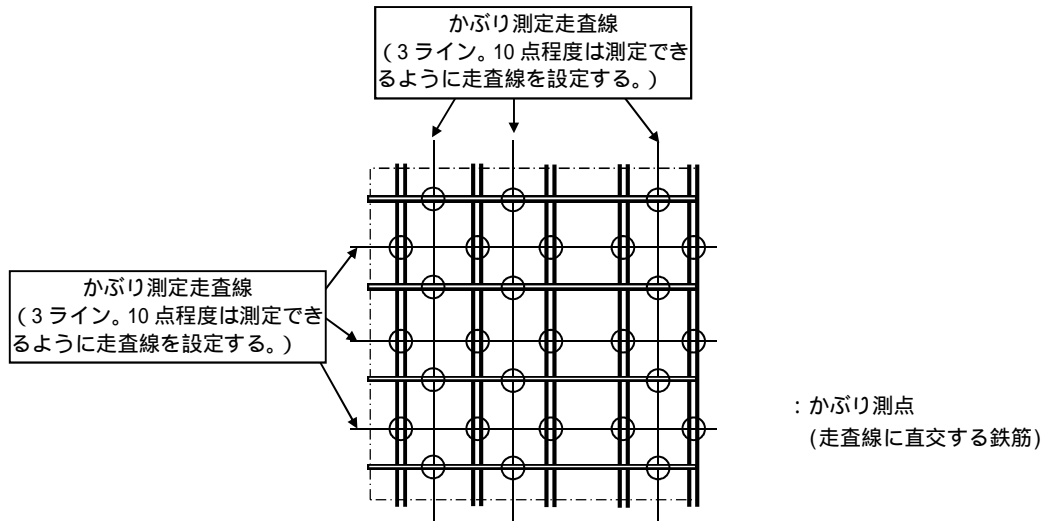 かぶり測定走査線
(3ライン。10点程度は測定でき
るように走査線を設定する。)
かぶり測定走査線
(3ライン。10点程度は測定でき
るように走査線を設定する。)
:かぶり測点
(走査線に直交する鉄筋)